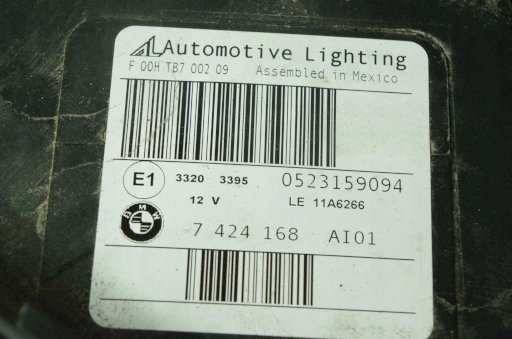 AL Automotive Lighting
F 00H TB7 002 09 Assembled in Mexico
E1 3320 3395 0523159094
12 V LE 11A6266
BMW
7 424 168 AI01